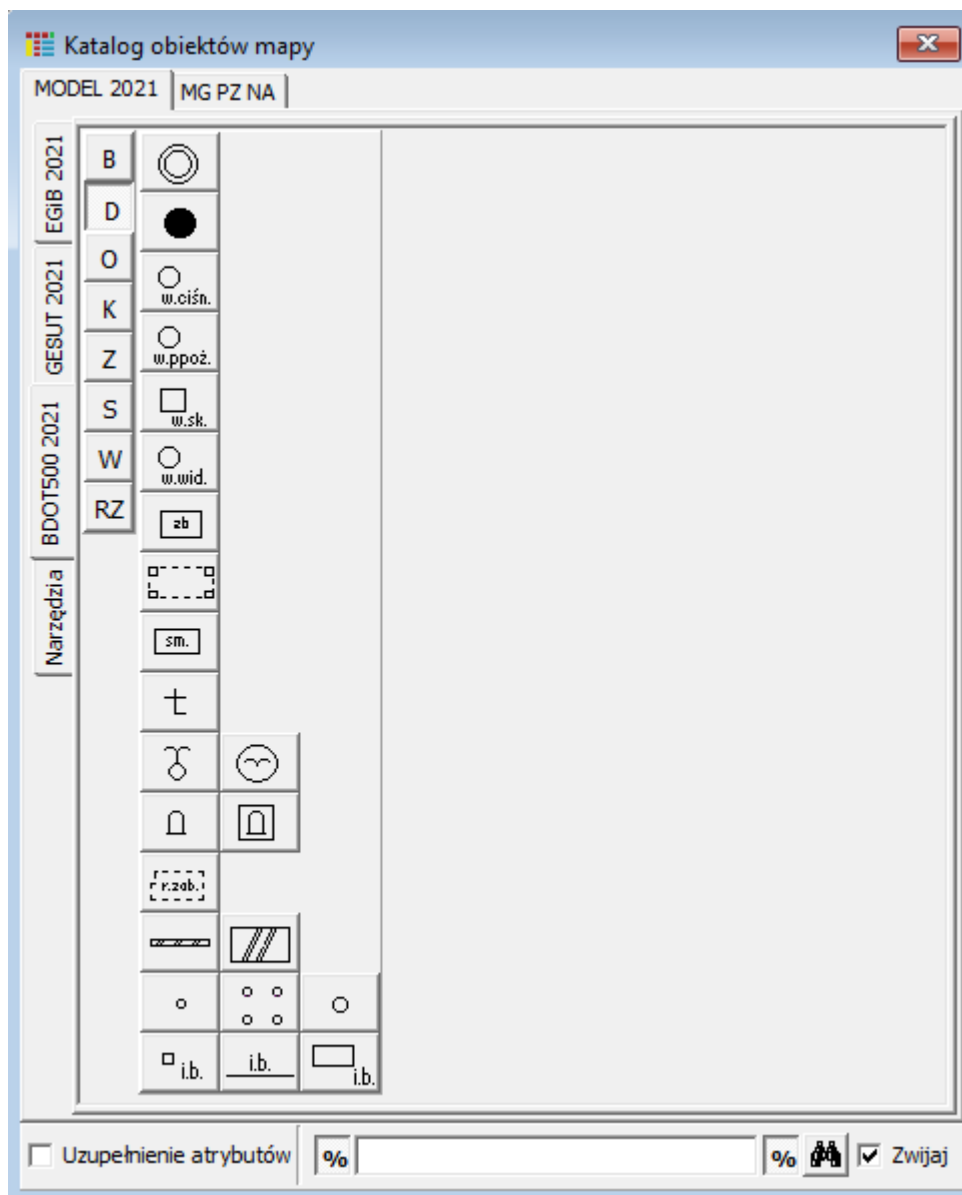 Katalog obiektów mapy
MODEL 2021
MG PZ NA
EGiB 2021
GESUT 2021
BDOT500 2021
Narzędzia
B
D
O
K
Z
S
W
RZ
w.ciśn.
w.ppoż.
w.sk.
w.wid.
zb
sm.
r.zab.
i.b.
i.b.
i.b.
Uzupełnienie atrybutów
%
%
Zwijaj